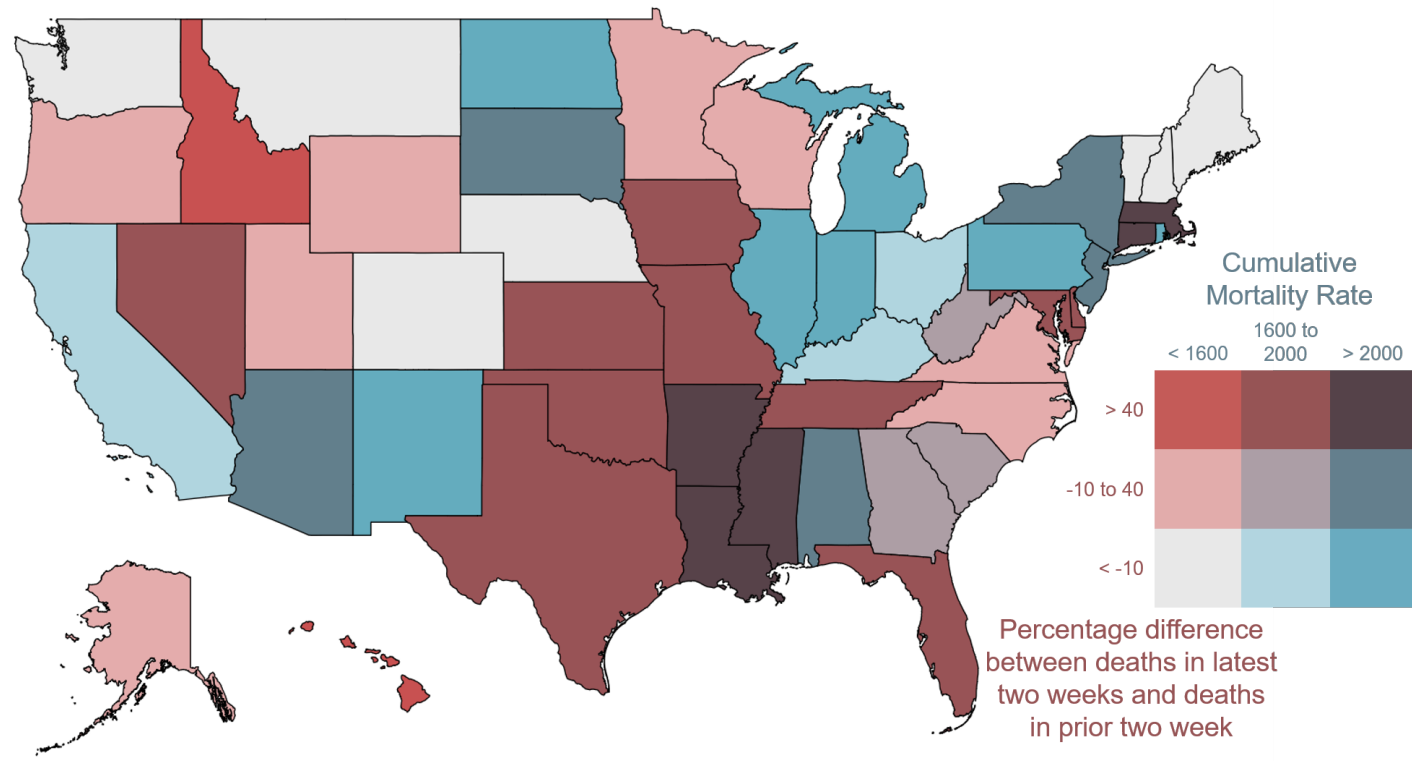 Cumulative
Mortality Rate
< 1600
1600 to
2000
> 2000
> 40
-10 to 40
< -10
Percentage difference
between deaths in latest
two weeks and deaths
in prior two week